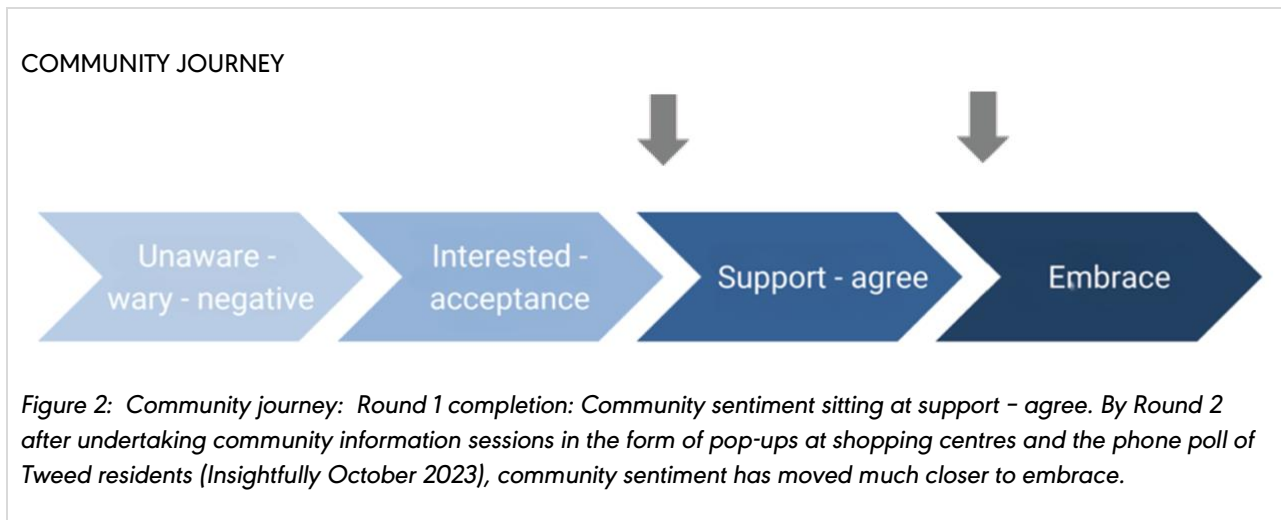 COMMUNITY JOURNEY
Unaware -
wary - negative
Interested -
acceptance
Support - agree
Embrace
Figure 2:  Community journey:  Round 1 completion: Community sentiment sitting at support – agree. By Round 2
after undertaking community information sessions in the form of pop-ups at shopping centres and the phone poll of
Tweed residents (Insightfully October 2023), community sentiment has moved much closer to embrace.